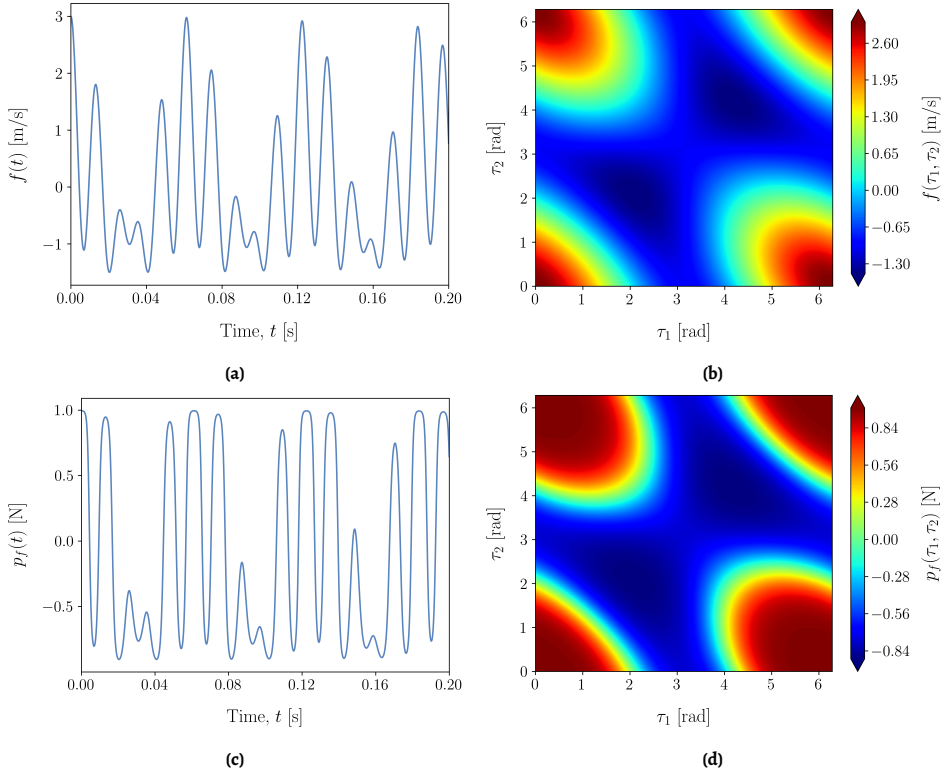 3
2
1
0
−1
f(t) [m/s]
0.00 0.04 0.08 0.12 0.16 0.20
Time, t [s]
(a)
6
5
4
3
2
1
0
τ₂ [rad]
0 1 2 3 4 5 6
τ₁ [rad]
2.60
1.95
1.30
0.65
0.00
−0.65
−1.30
f(τ₁, τ₂) [m/s]
(b)
1.0
0.5
0.0
−0.5
p_f(t) [N]
0.00 0.04 0.08 0.12 0.16 0.20
Time, t [s]
(c)
6
5
4
3
2
1
0
τ₂ [rad]
0 1 2 3 4 5 6
τ₁ [rad]
0.84
0.56
0.28
0.00
−0.28
−0.56
−0.84
p_f(τ₁, τ₂) [N]
(d)